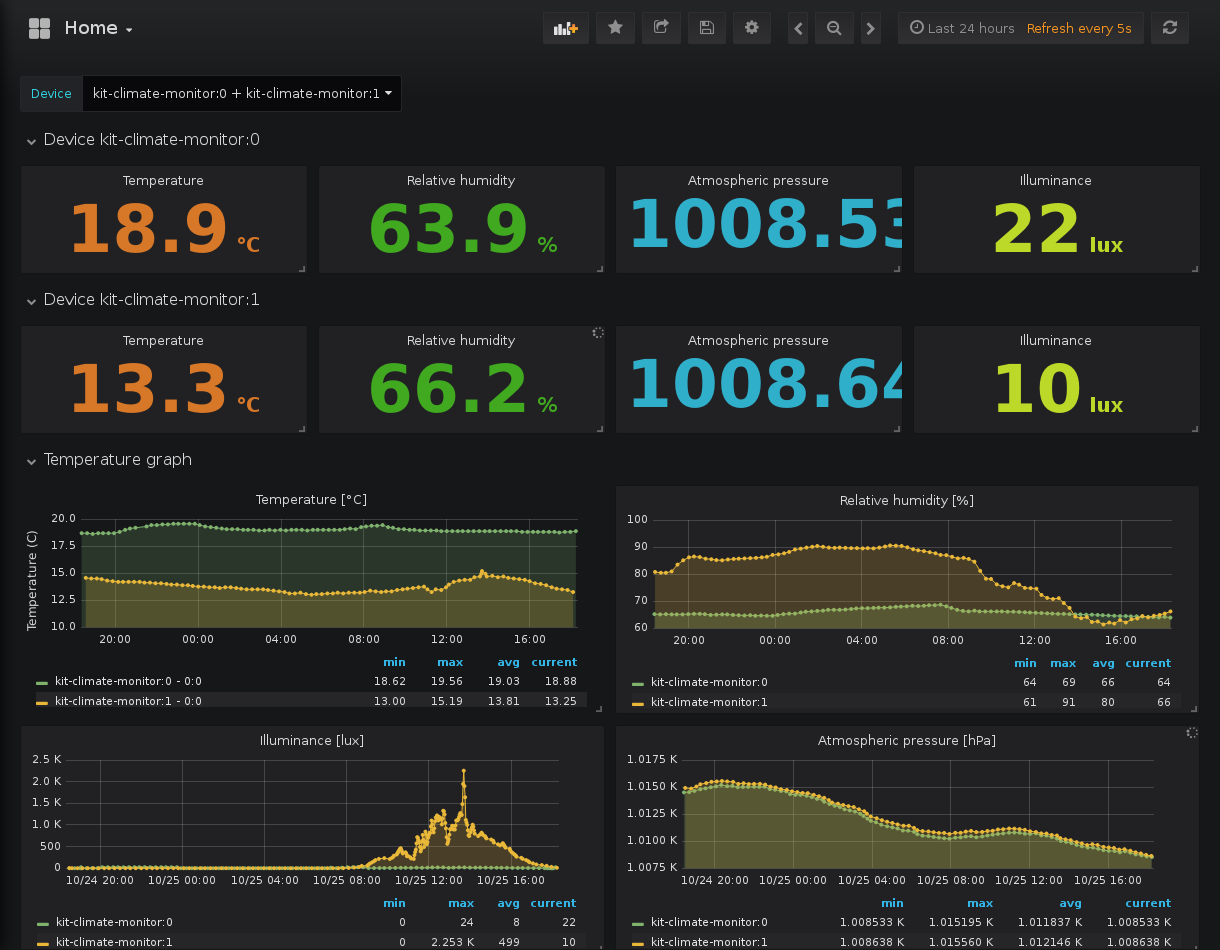 Home
Last 24 hours Refresh every 5s
Device kit-climate-monitor:0 + kit-climate-monitor:1
Device kit-climate-monitor:0
Temperature Relative humidity Atmospheric pressure Illuminance
18.9 °C 63.9 % 1008.53 22 lux
Device kit-climate-monitor:1
Temperature Relative humidity Atmospheric pressure Illuminance
13.3 °C 66.2 % 1008.64 10 lux
Temperature graph
Temperature [°C]
Temperature (C)
20.0
17.5
15.0
12.5
10.0
20:00 00:00 04:00 08:00 12:00 16:00
min max avg current
kit-climate-monitor:0 - 0:0 18.62 19.56 19.03 18.88
kit-climate-monitor:1 - 0:0 13.00 15.19 13.81 13.25
Relative humidity [%]
100
90
80
70
60
20:00 00:00 04:00 08:00 12:00 16:00
min max avg current
kit-climate-monitor:0 64 69 66 64
kit-climate-monitor:1 61 91 80 66
Illuminance [lux]
2.5 K
2.0 K
1.5 K
1.0 K
500
0
10/24 20:00 10/25 00:00 10/25 04:00 10/25 08:00 10/25 12:00 10/25 16:00
min max avg current
kit-climate-monitor:0 0 24 8 22
kit-climate-monitor:1 0 2.253 K 499 10
Atmospheric pressure [hPa]
1.0175 K
1.0150 K
1.0125 K
1.0100 K
1.0075 K
10/24 20:00 10/25 00:00 10/25 04:00 10/25 08:00 10/25 12:00 10/25 16:00
min max avg current
kit-climate-monitor:0 1.008533 K 1.015195 K 1.011837 K 1.008533 K
kit-climate-monitor:1 1.008638 K 1.015560 K 1.012146 K 1.008638 K